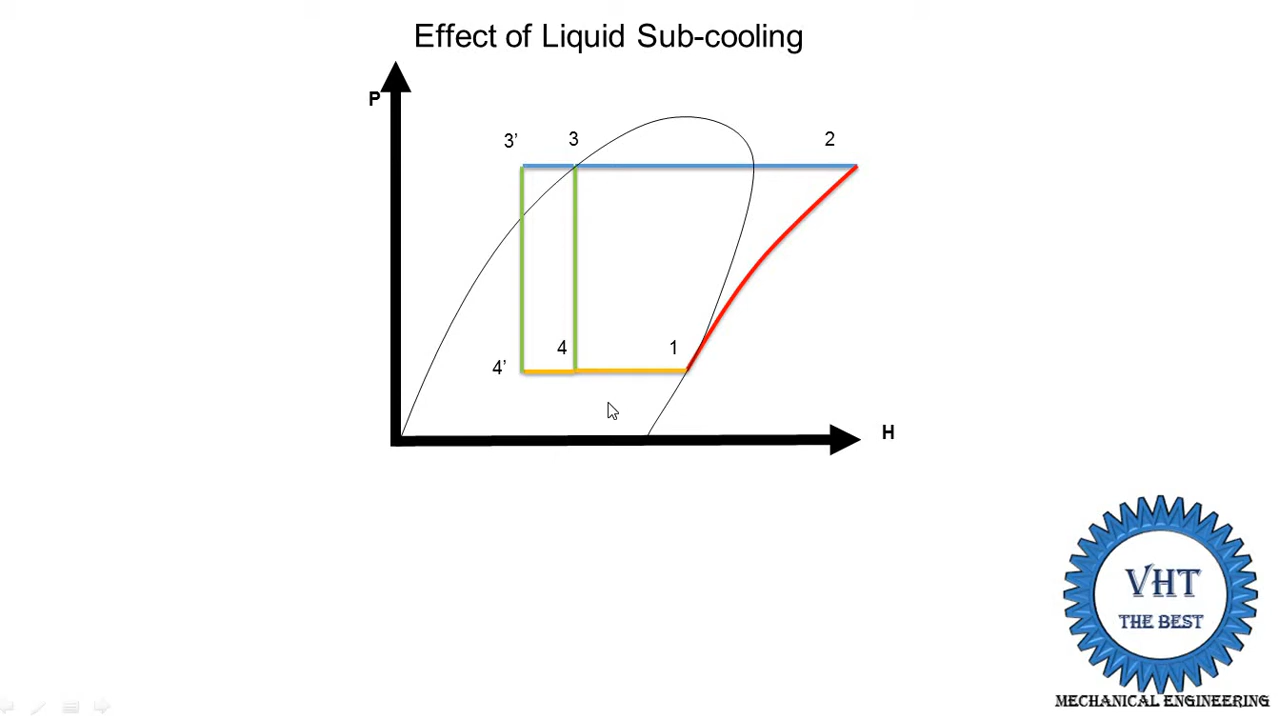 Effect of Liquid Sub-cooling
P
3’ 3 2
4’ 4 1
H
VHT
THE BEST
MECHANICAL ENGINEERING